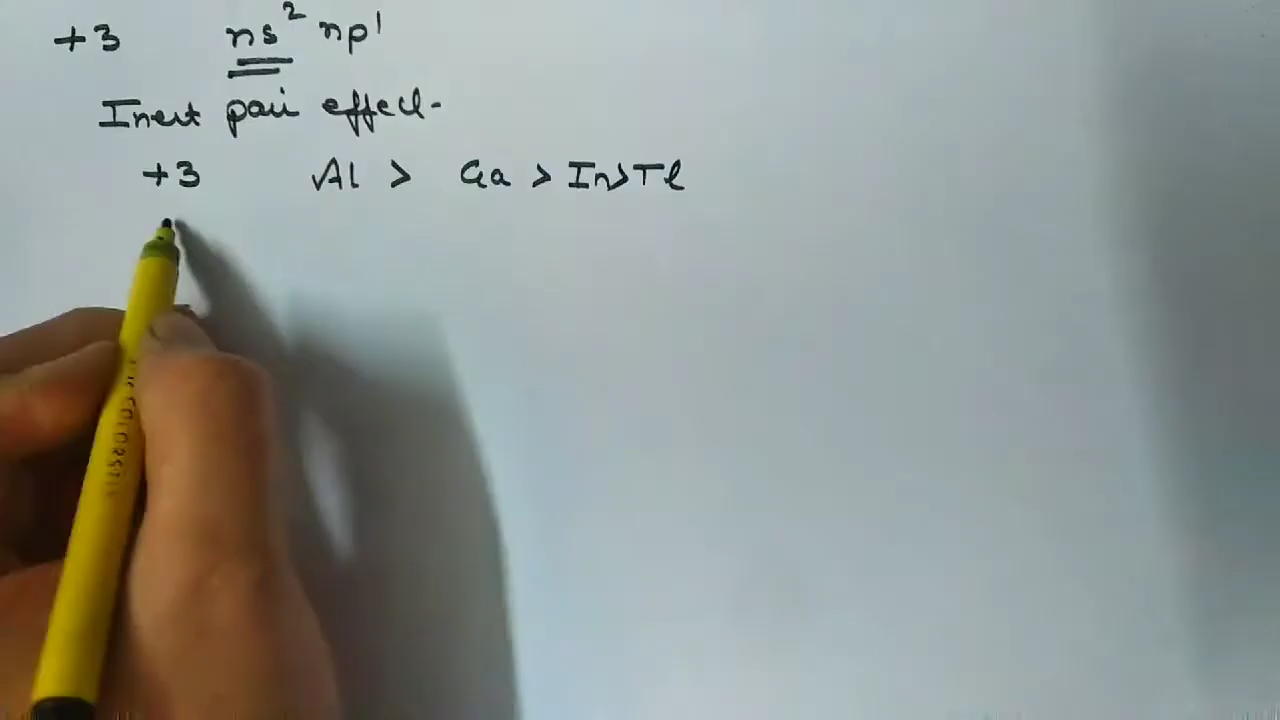 +3 ns² np¹
Inert pair effect-
+3 Al > Ga > In>Tl